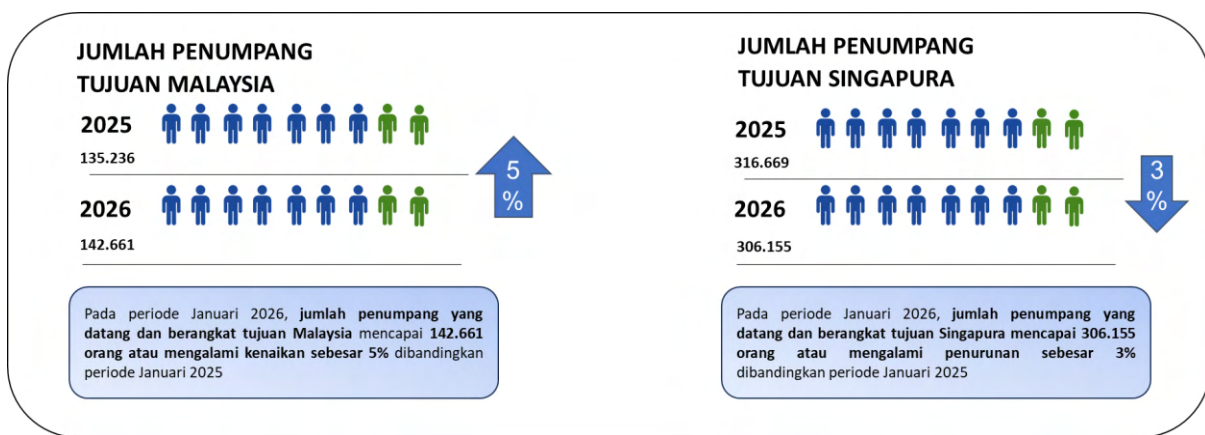 JUMLAH PENUMPANG
TUJUAN MALAYSIA
2025
135.236
2026
142.661
5
%
Pada periode Januari 2026, jumlah penumpang yang
datang dan berangkat tujuan Malaysia mencapai 142.661
orang atau mengalami kenaikan sebesar 5% dibandingkan
periode Januari 2025
JUMLAH PENUMPANG
TUJUAN SINGAPURA
2025
316.669
2026
306.155
3
%
Pada periode Januari 2026, jumlah penumpang yang
datang dan berangkat tujuan Singapura mencapai 306.155
orang atau mengalami penurunan sebesar 3%
dibandingkan periode Januari 2025